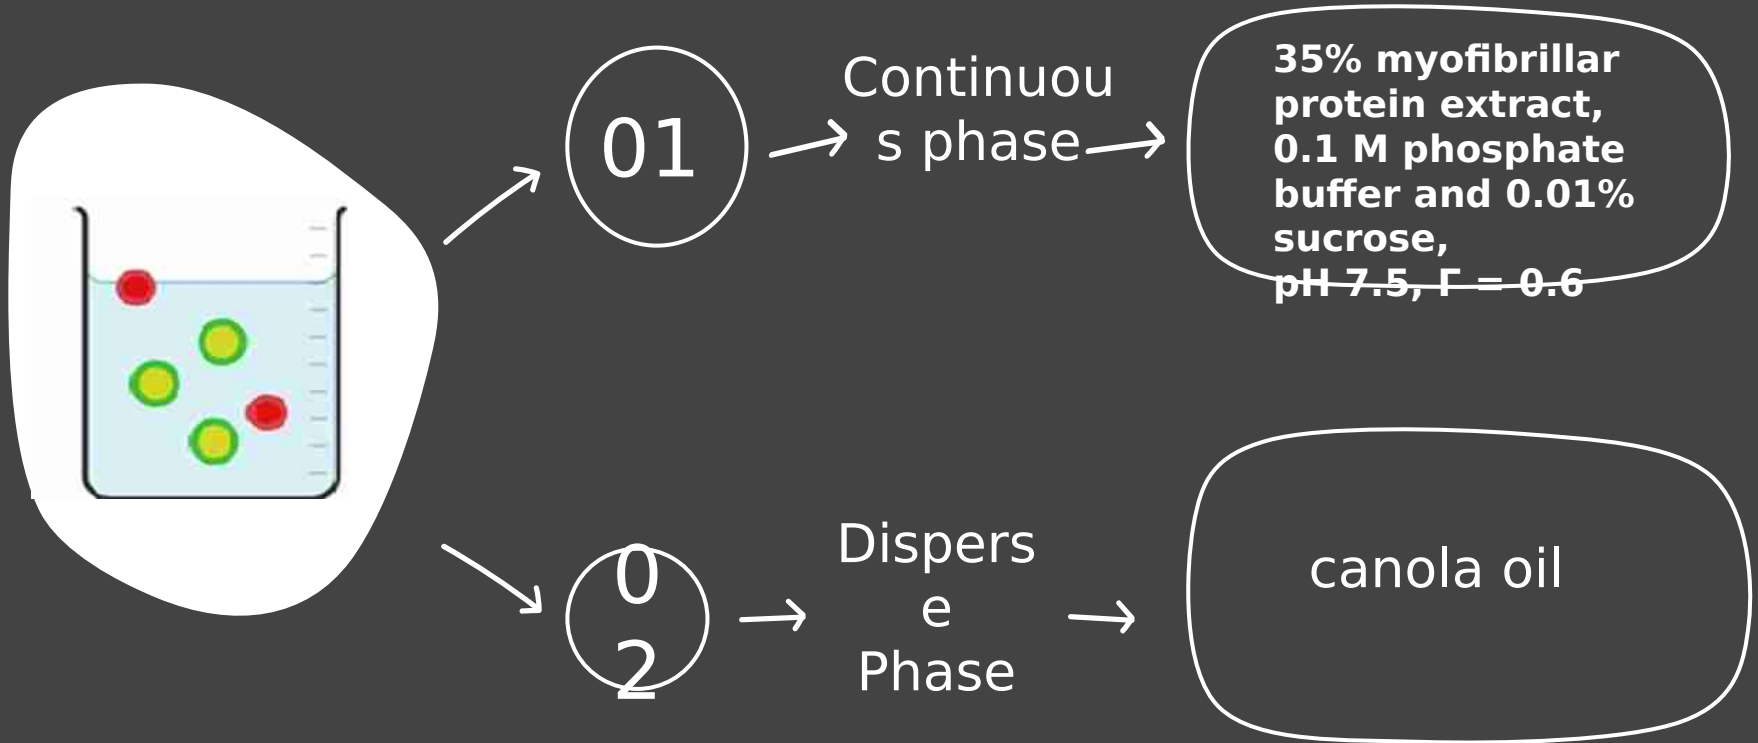 01
Continuou
s phase
35% myofibrillar
protein extract,
0.1 M phosphate
buffer and 0.01%
sucrose,
pH 7.5, Γ = 0.6
0
2
Dispers
e
Phase
canola oil